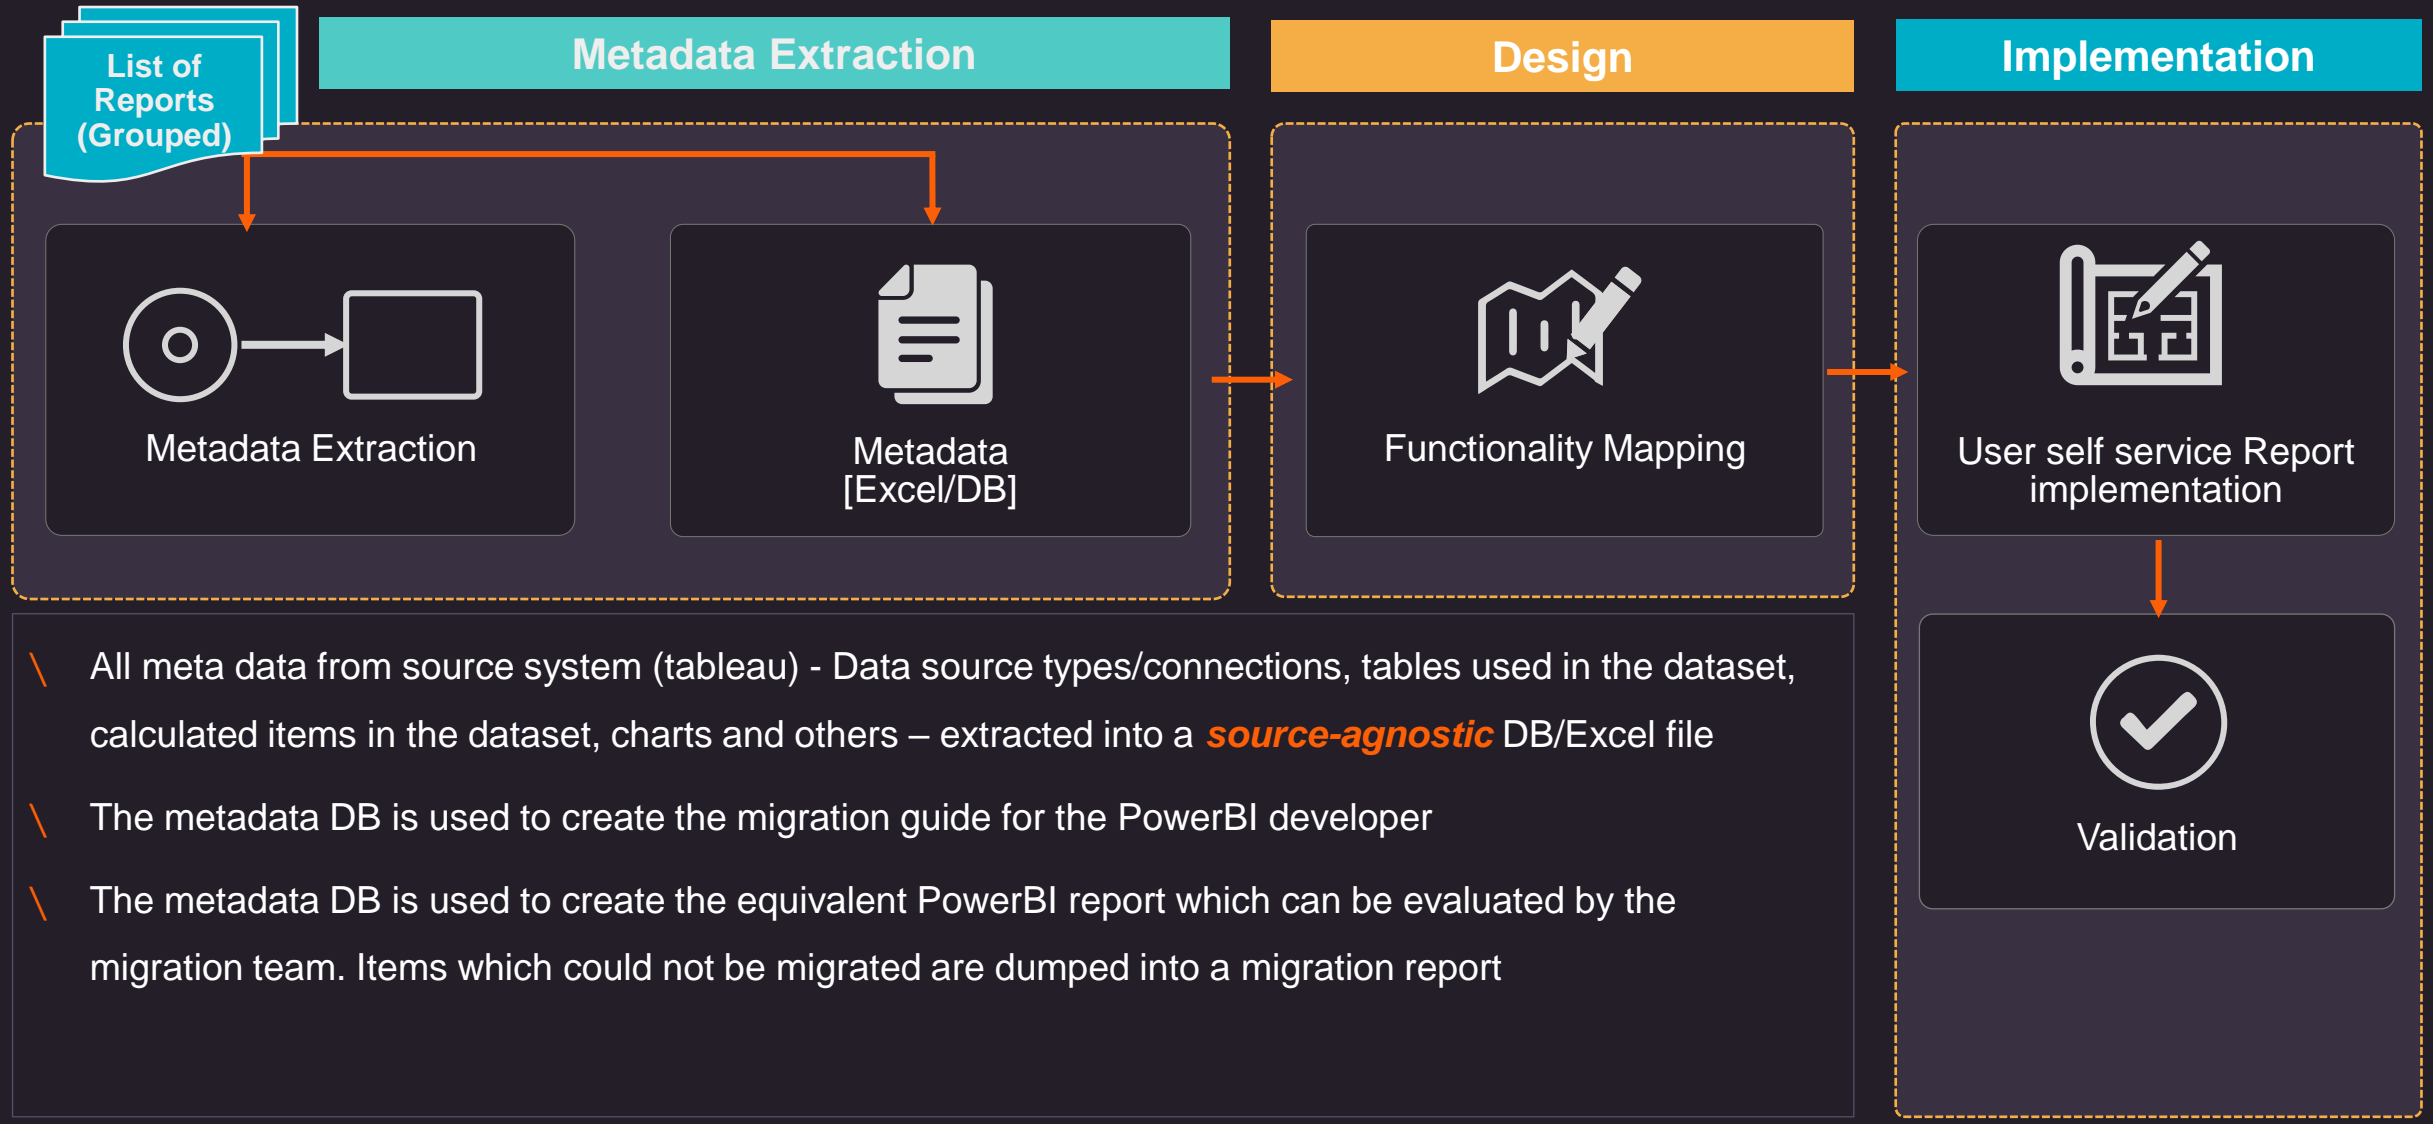 List of
Reports
(Grouped)
Metadata Extraction
Design
Implementation
Metadata Extraction
Metadata
[Excel/DB]
Functionality Mapping
User self service Report
implementation
Validation
\ All meta data from source system (tableau) - Data source types/connections, tables used in the dataset,
calculated items in the dataset, charts and others – extracted into a source-agnostic DB/Excel file
\ The metadata DB is used to create the migration guide for the PowerBI developer
\ The metadata DB is used to create the equivalent PowerBI report which can be evaluated by the
migration team. Items which could not be migrated are dumped into a migration report